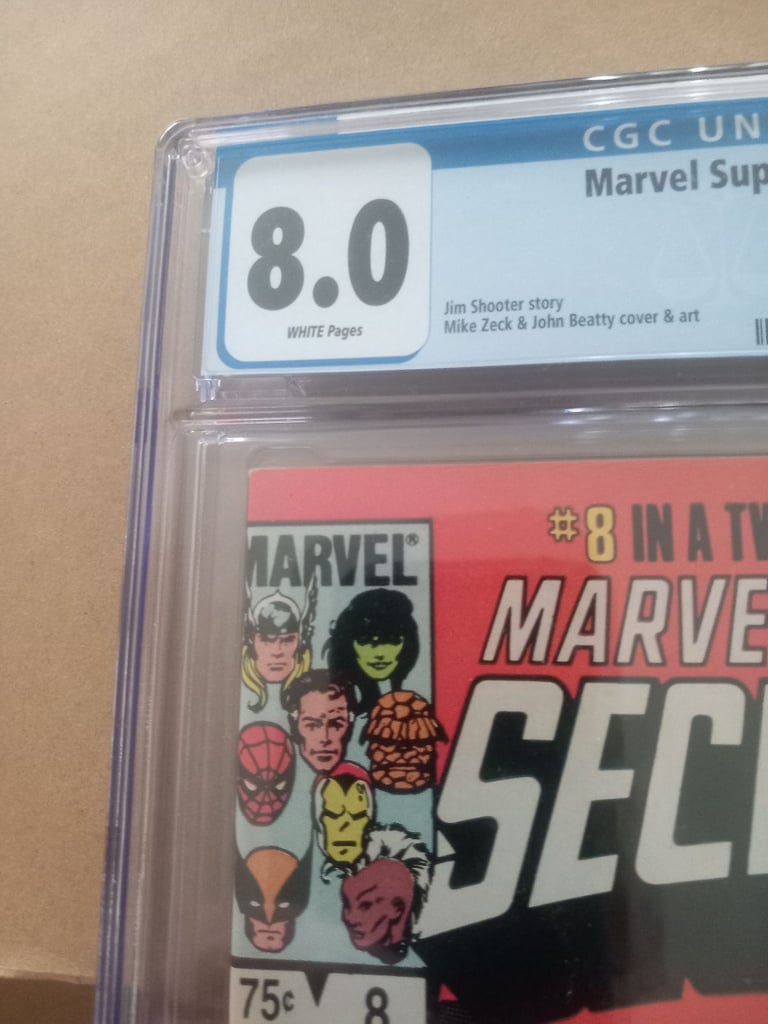 CGC UN
Marvel Sup
8.0
WHITE Pages
Jim Shooter story
Mike Zeck & John Beatty cover & art
#8 IN A TW
MARVEL®
MARVE
SECR
75¢
8